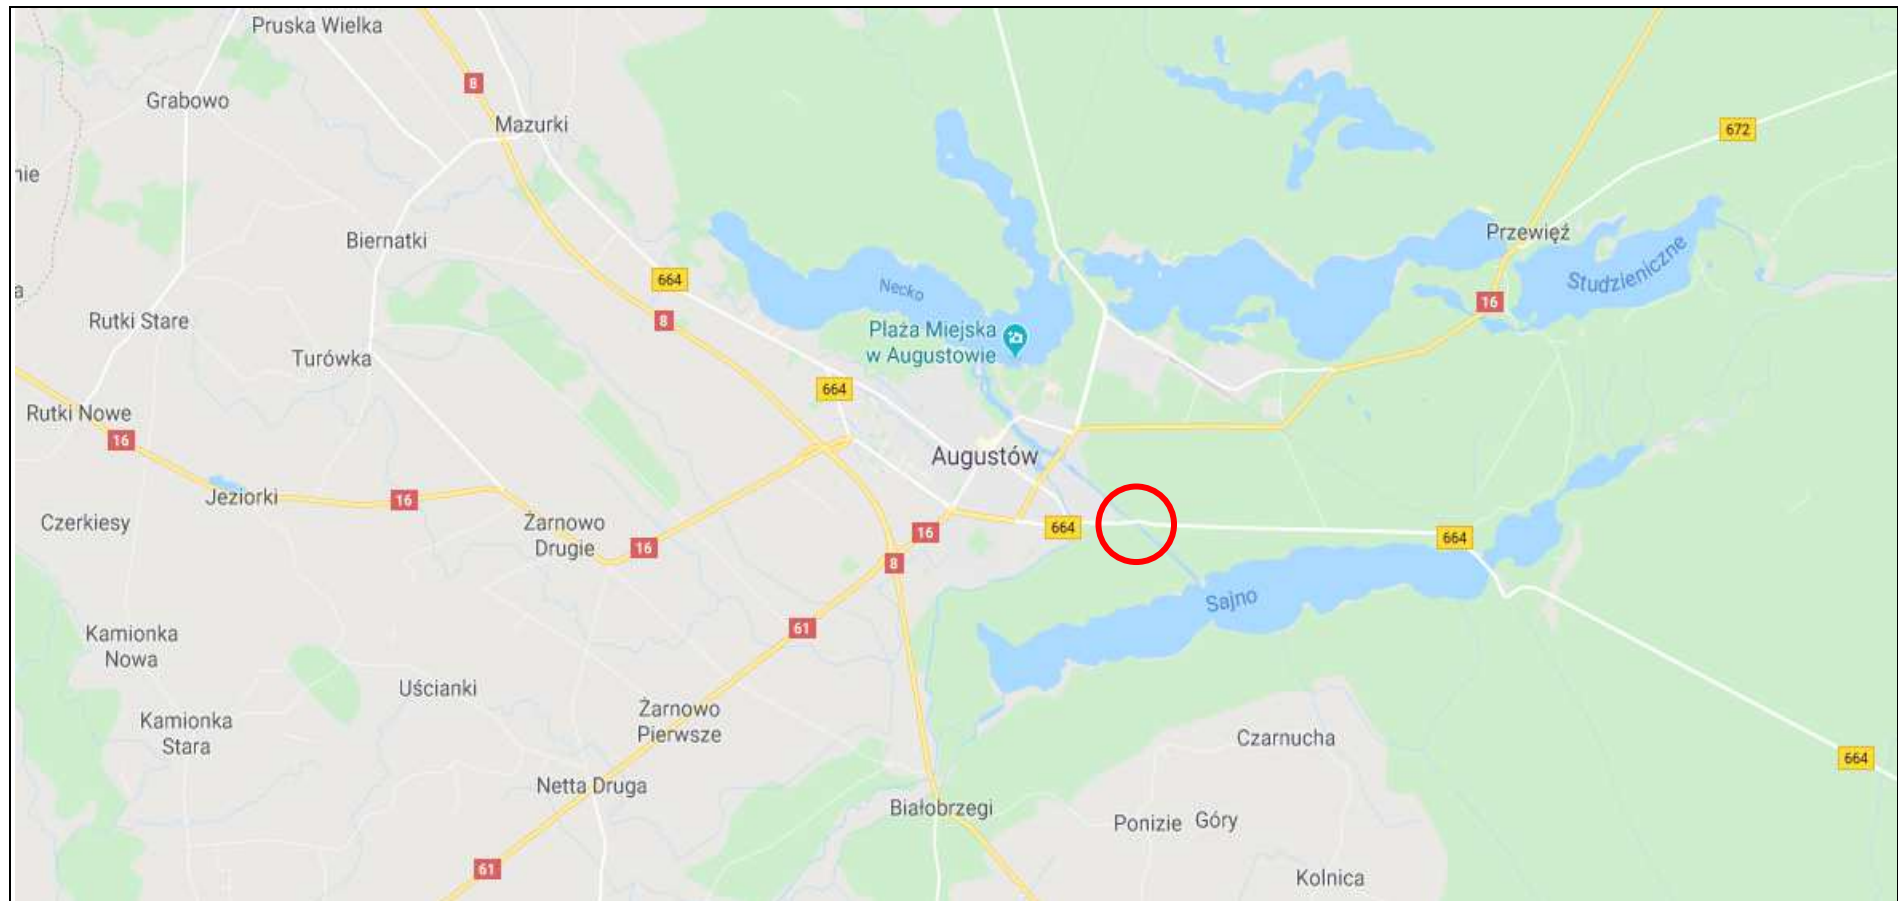 Pruska Wielka
8
Grabowo
Mazurki
672
nie
Biernatki
Przewięź
Studzieniczne
664
Necko
a
16
Rutki Stare
8
Plaża Miejska
w Augustowie
Turówka
664
Rutki Nowe
16
Augustów
Jeziorki
16
Czerkiesy
Żarnowo
Drugie
16
16
664
664
8
Sajno
61
Kamionka
Nowa
Uścianki
Kamionka
Stara
Żarnowo
Pierwsze
Czarnucha
664
Netta Druga
Białobrzegi
Ponizie
Góry
61
Kolnica